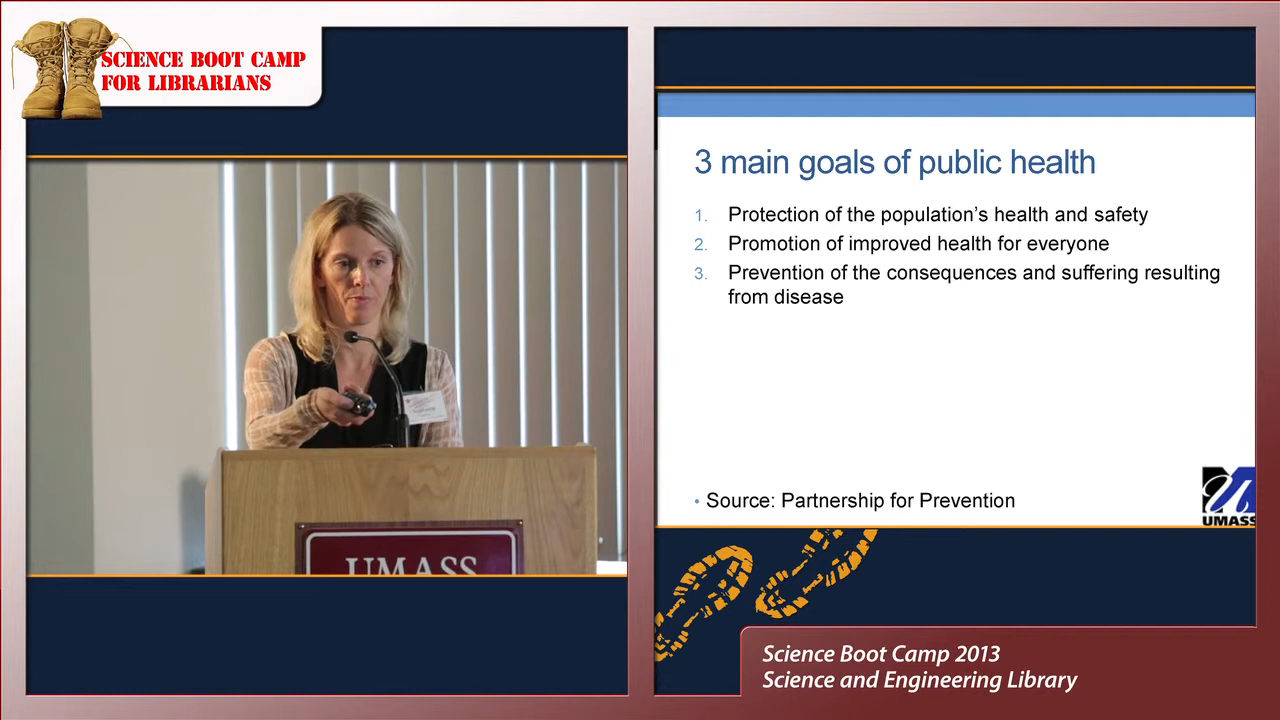 SCIENCE BOOT CAMP
FOR LIBRARIANS
UMASS
3 main goals of public health
1. Protection of the population’s health and safety
2. Promotion of improved health for everyone
3. Prevention of the consequences and suffering resulting
from disease
• Source: Partnership for Prevention
UMASS
Science Boot Camp 2013
Science and Engineering Library